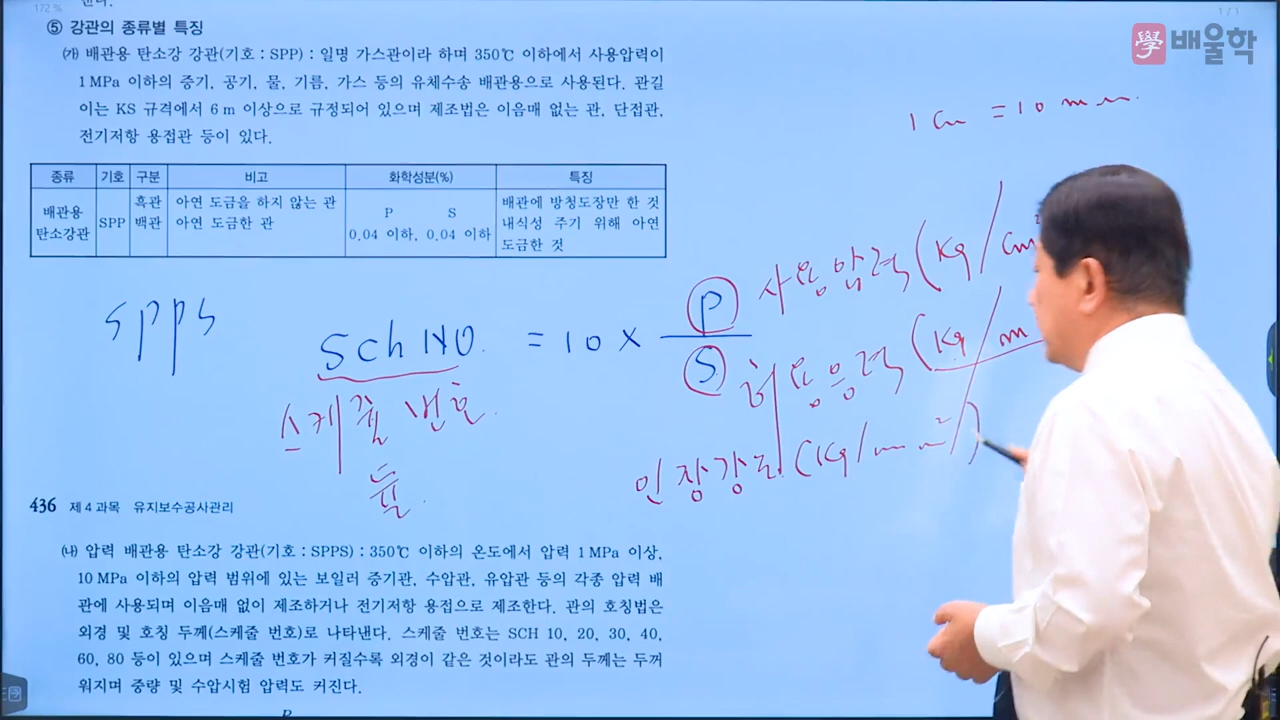 172 %
1 / 1
學 배울학
⑤ 강관의 종류별 특징
㈎ 배관용 탄소강 강관(기호 : SPP) : 일명 가스관이라 하며 350℃ 이하에서 사용압력이
1 MPa 이하의 증기, 공기, 물, 기름, 가스 등의 유체수송 배관용으로 사용된다. 관길
이는 KS 규격에서 6 m 이상으로 규정되어 있으며 제조법은 이음매 없는 관, 단접관,
전기저항 용접관 등이 있다.
1 cm = 10 mm
종류 기호 구분 비고 화학성분(%) 특징
배관용 탄소강관 SPP 흑관 백관
아연 도금을 하지 않는 관
아연 도금한 관
P S
0.04 이하, 0.04 이하
배관에 방청도장만 한 것
내식성 주기 위해 아연
도금한 것
SPPS
Sch NO. = 10 × P / S
사용압력 (kg/cm²
허용응력 (kg/m
스케쥴 번호
인장강도 (kg/mm²)
436 제 4 과목 유지보수공사관리
㈏ 압력 배관용 탄소강 강관(기호 : SPPS) : 350℃ 이하의 온도에서 압력 1 MPa 이상,
10 MPa 이하의 압력 범위에 있는 보일러 증기관, 수압관, 유압관 등의 각종 압력 배
관에 사용되며 이음매 없이 제조하거나 전기저항 용접으로 제조한다. 관의 호칭법은
외경 및 호칭 두께(스케줄 번호)로 나타낸다. 스케줄 번호는 SCH 10, 20, 30, 40,
60, 80 등이 있으며 스케줄 번호가 커질수록 외경이 같은 것이라도 관의 두께는 두꺼
워지며 중량 및 수압시험 압력도 커진다.
P